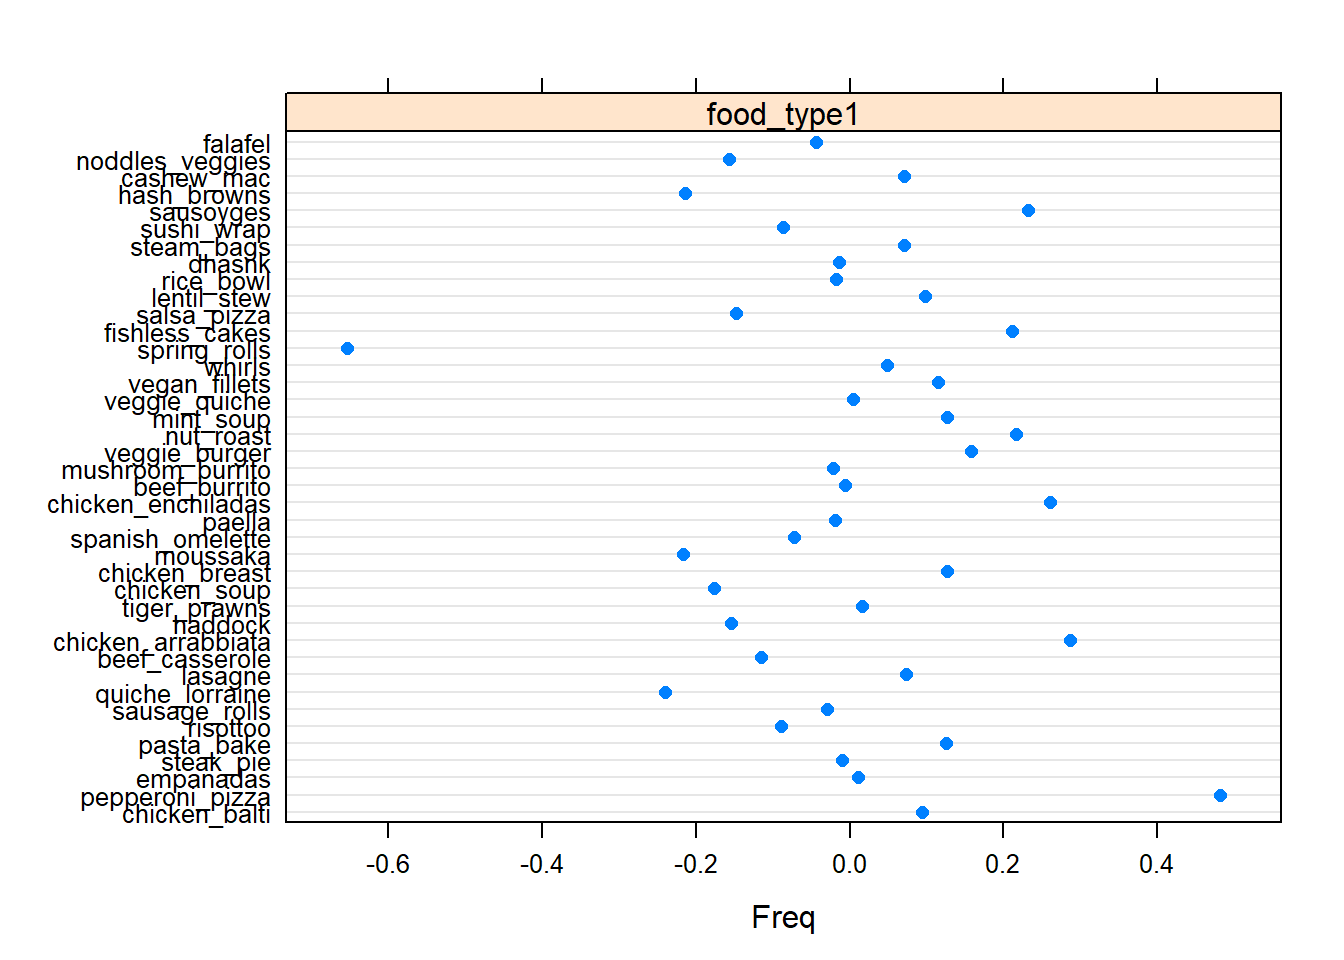 food_type1
falafel
noddles_veggies
cashew_mac
hash_browns
sausoyges
sushi_wrap
steam_bags
dhasnk
rice_bowl
lentil_stew
salsa_pizza
fishless_cakes
spring_rolls
whirls
vegan_fillets
veggie_quiche
mint_soup
nut_roast
veggie_burger
mushroom_burrito
beef_burrito
chicken_enchiladas
paella
spanish_omelette
moussaka
chicken_breast
chicken_soup
tiger_prawns
haddock
chicken_arrabbiata
beef_casserole
lasagne
quiche_lorraine
sausage_rolls
risottoo
pasta_bake
steak_pie
empanadas
pepperoni_pizza
chicken_balti
-0.6 -0.4 -0.2 0.0 0.2 0.4
Freq